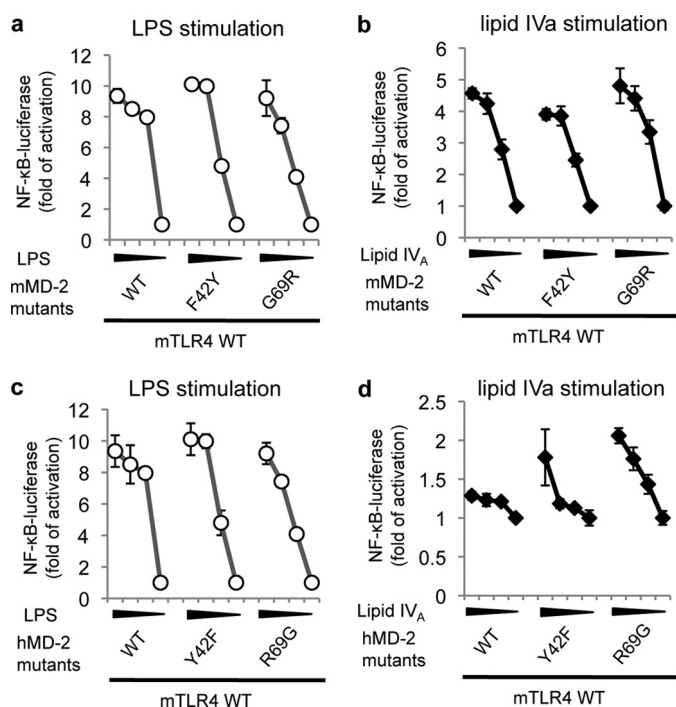 a
LPS stimulation
NF-κB-luciferase
(fold of activation)
12
10
8
6
4
2
0
LPS
mMD-2
mutants
WT
F42Y
G69R
mTLR4 WT
b
lipid IVa stimulation
NF-κB-luciferase
(fold of activation)
6
5
4
3
2
1
0
Lipid IVA
mMD-2
mutants
WT
F42Y
G69R
mTLR4 WT
c
LPS stimulation
NF-κB-luciferase
(fold of activation)
12
10
8
6
4
2
0
LPS
hMD-2
mutants
WT
Y42F
R69G
mTLR4 WT
d
lipid IVa stimulation
NF-κB-luciferase
(fold of activation)
2.5
2
1.5
1
0.5
0
Lipid IVA
hMD-2
mutants
WT
Y42F
R69G
mTLR4 WT